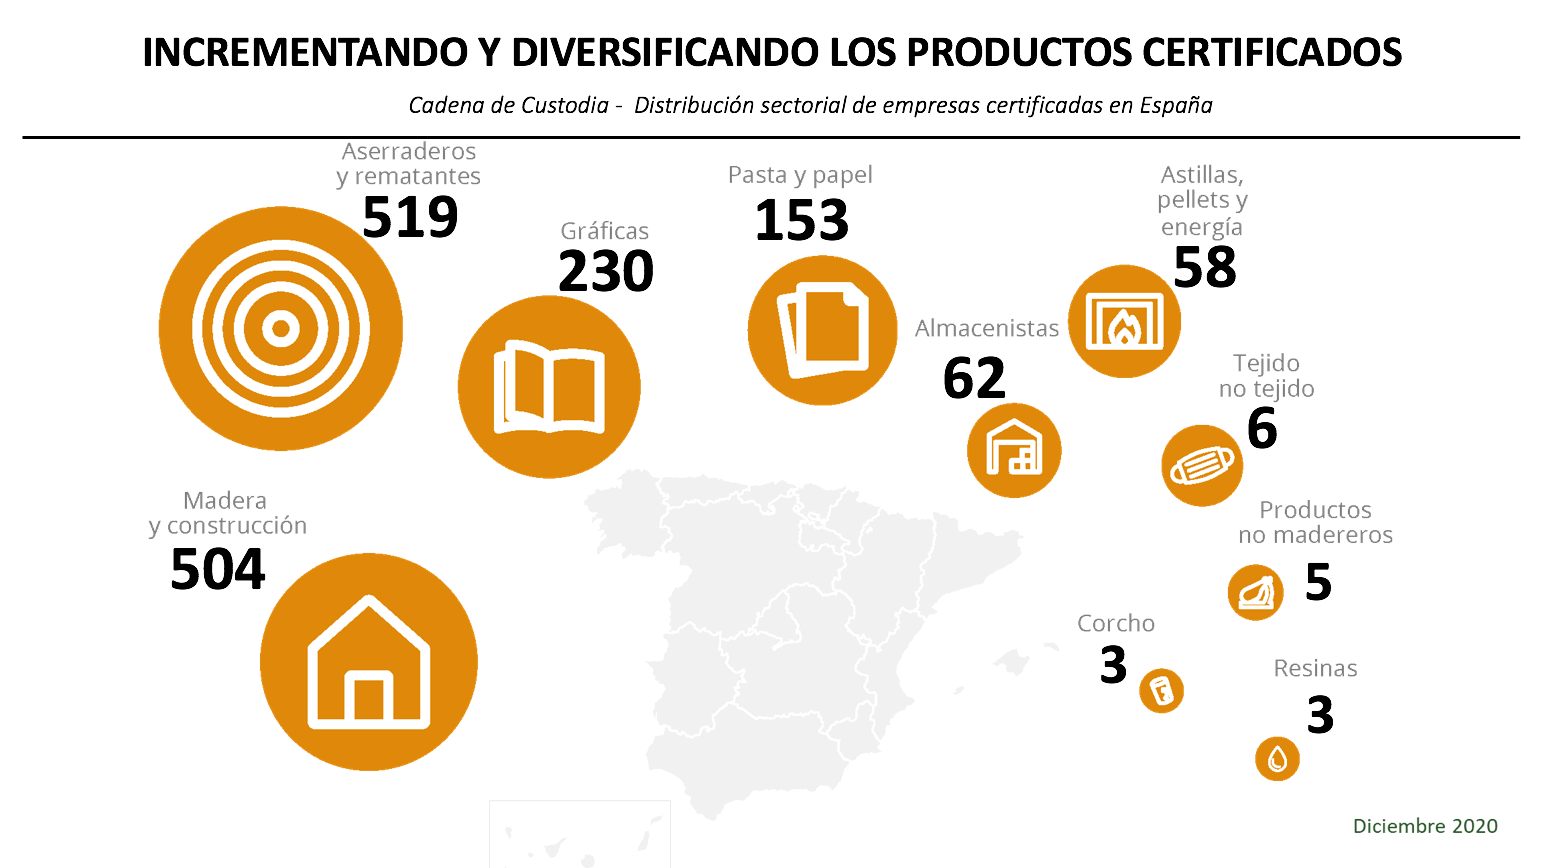 INCREMENTANDO Y DIVERSIFICANDO LOS PRODUCTOS CERTIFICADOS
Cadena de Custodia - Distribución sectorial de empresas certificadas en España
Aserraderos
y rematantes
519
Gráficas
230
Pasta y papel
153
Astillas,
pellets y
energía
58
Almacenistas
62
Tejido
no tejido
6
Madera
y construcción
504
Productos
no madereros
5
Corcho
3
Resinas
3
Diciembre 2020